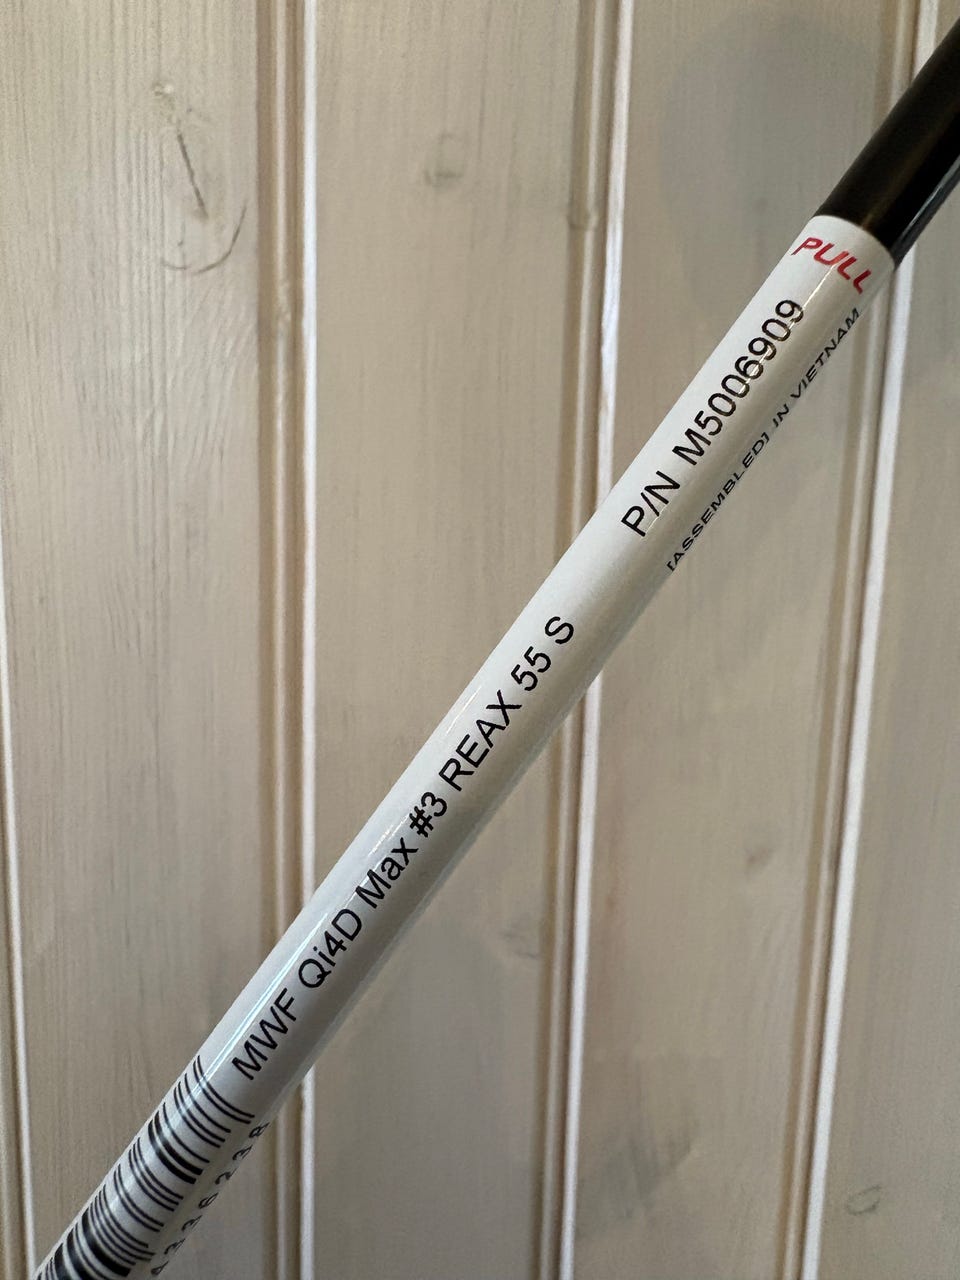 PULL
P/N M5006909
[ASSEMBLED] IN VIETNAM
MWF Qi4D Max #3 REAX 55 S